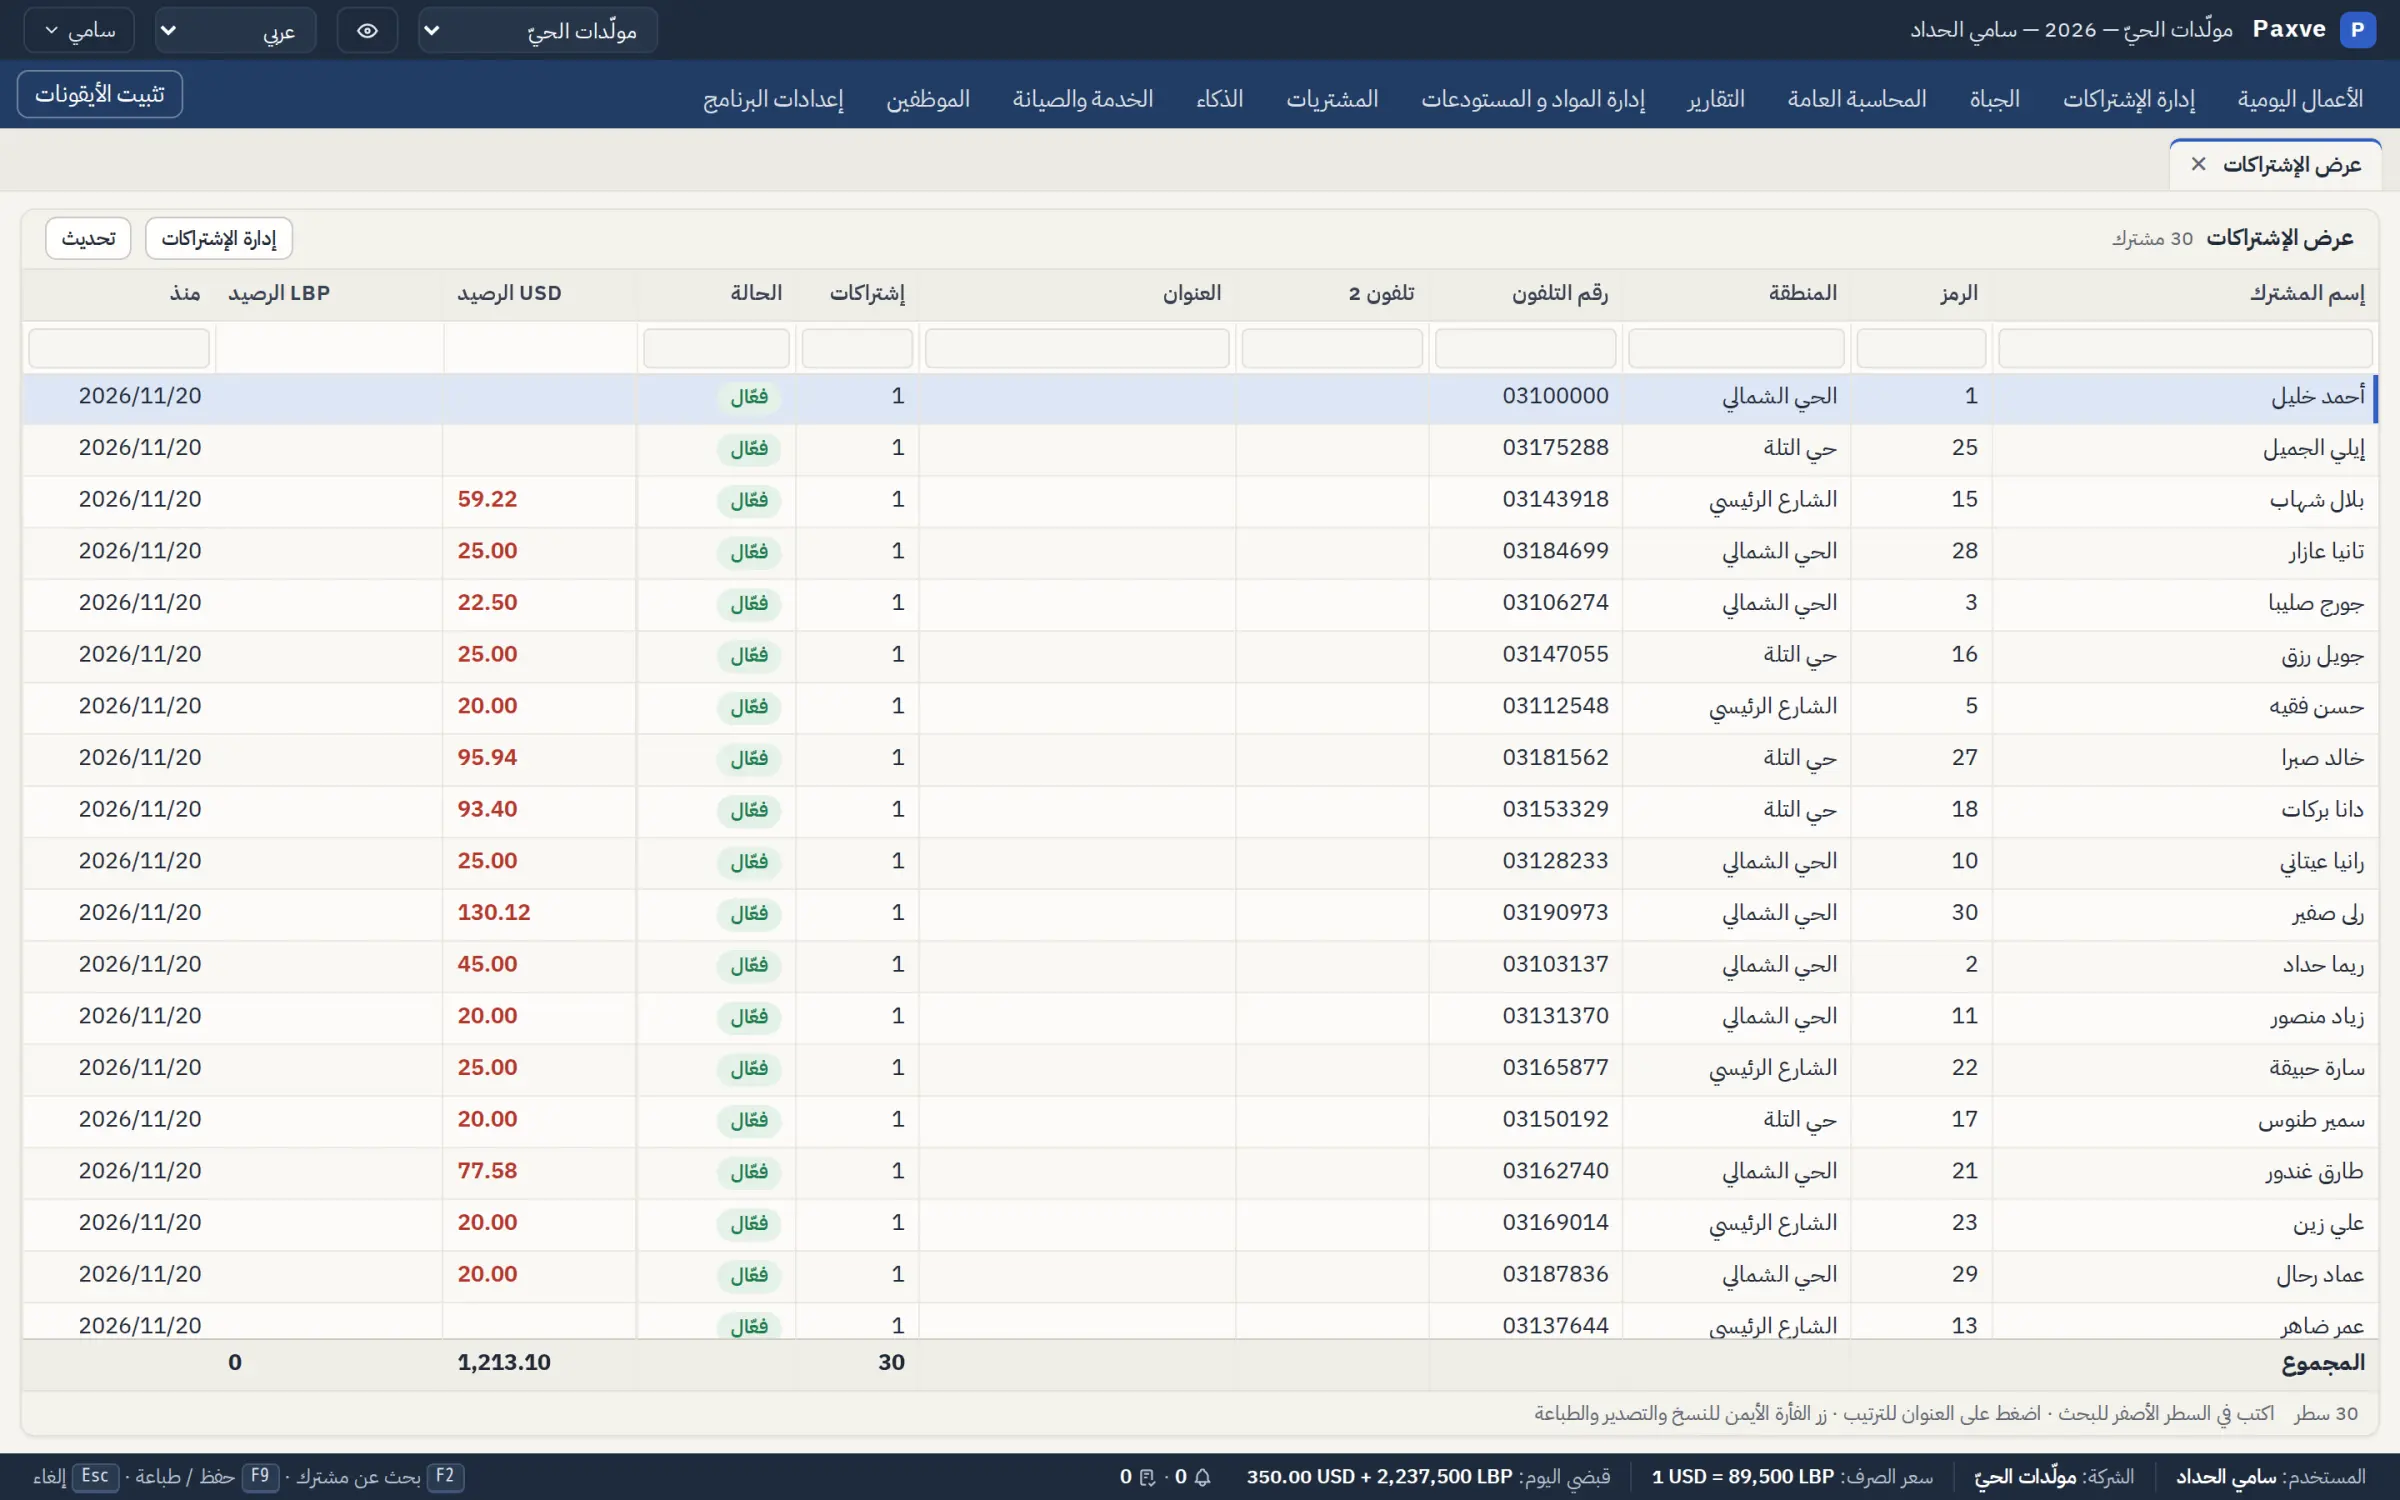 P Paxve مولّدات الحيّ — 2026 — سامي الحداد مولّدات الحيّ عربي سامي
الأعمال اليومية إدارة الإشتراكات الجباة المحاسبة العامة التقارير إدارة المواد و المستودعات المشتريات الذكاء الخدمة والصيانة الموظفين إعدادات البرنامج تثبيت الأيقونات
عرض الإشتراكات ×
عرض الإشتراكات 30 مشترك إدارة الإشتراكات تحديث
إسم المشترك الرمز المنطقة رقم التلفون تلفون 2 العنوان إشتراكات الحالة الرصيد USD الرصيد LBP منذ
أحمد خليل 1 الحي الشمالي 03100000 1 فعّال 2026/11/20
إيلي الجميل 25 حي التلة 03175288 1 فعّال 2026/11/20
بلال شهاب 15 الشارع الرئيسي 03143918 1 فعّال 59.22 2026/11/20
تانيا عازار 28 الحي الشمالي 03184699 1 فعّال 25.00 2026/11/20
جورج صليبا 3 الحي الشمالي 03106274 1 فعّال 22.50 2026/11/20
جويل رزق 16 حي التلة 03147055 1 فعّال 25.00 2026/11/20
حسن فقيه 5 الشارع الرئيسي 03112548 1 فعّال 20.00 2026/11/20
خالد صبرا 27 حي التلة 03181562 1 فعّال 95.94 2026/11/20
دانا بركات 18 حي التلة 03153329 1 فعّال 93.40 2026/11/20
رانيا عيتاني 10 الحي الشمالي 03128233 1 فعّال 25.00 2026/11/20
رلى صفير 30 الحي الشمالي 03190973 1 فعّال 130.12 2026/11/20
ريما حداد 2 الحي الشمالي 03103137 1 فعّال 45.00 2026/11/20
زياد منصور 11 الحي الشمالي 03131370 1 فعّال 20.00 2026/11/20
سارة حبيقة 22 الشارع الرئيسي 03165877 1 فعّال 25.00 2026/11/20
سمير طنوس 17 حي التلة 03150192 1 فعّال 20.00 2026/11/20
طارق غندور 21 الحي الشمالي 03162740 1 فعّال 77.58 2026/11/20
علي زين 23 الشارع الرئيسي 03169014 1 فعّال 20.00 2026/11/20
عماد رحال 29 الحي الشمالي 03187836 1 فعّال 20.00 2026/11/20
عمر ضاهر 13 الشارع الرئيسي 03137644 1 فعّال 2026/11/20
المجموع 30 1,213.10 0
30 سطر اكتب في السطر الأصفر للبحث · اضغط على العنوان للترتيب · زر الفأرة الأيمن للنسخ والتصدير والطباعة
المستخدم: سامي الحداد الشركة: مولّدات الحيّ سعر الصرف: 1 USD = 89,500 LBP قبضي اليوم: 350.00 USD + 2,237,500 LBP 0 · 0 F2 بحث عن مشترك · F9 حفظ / طباعة · Esc إلغاء